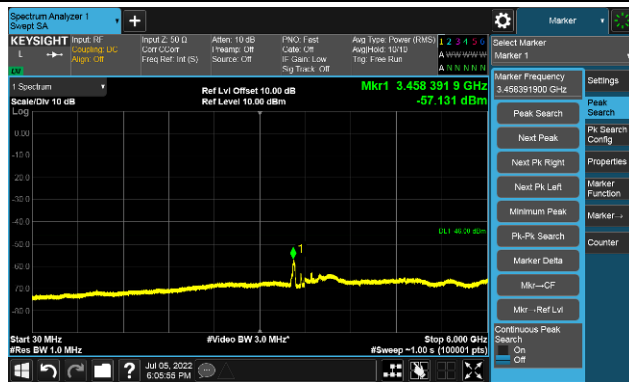 Spectrum Analyzer 1
Swept SA
Marker
KEYSIGHT
L
Input: RF
Coupling: DC
Align: Off
Input Z: 50 Ω
Corr CCorr
Freq Ref: Int (S)
Atten: 10 dB
Preamp: Off
Source: Off
PNO: Fast
Gate: Off
IF Gain: Low
Sig Track: Off
Avg Type: Power (RMS)
Avg|Hold: 10/10
Trig: Free Run
1 2 3 4 5 6
A W W W W W
A N N N N N
Select Marker
Marker 1
1 Spectrum
Scale/Div 10 dB
Log
Ref Lvl Offset 10.00 dB
Ref Level 10.00 dBm
Mkr1 3.458 391 9 GHz
-57.131 dBm
0.00
-10.0
-20.0
-30.0
-40.0
-50.0
-60.0
-70.0
-80.0
1
Start 30 MHz
#Res BW 1.0 MHz
#Video BW 3.0 MHz*
Stop 6.000 GHz
#Sweep ~1.00 s (100001 pts)
Marker Frequency
3.458391900 GHz
Peak Search
Next Peak
Next Pk Right
Next Pk Left
Minimum Peak
Pk-Pk Search
Marker Delta
Mkr→CF
Mkr→Ref Lvl
Continuous Peak
Search
On
Off
Settings
Peak
Search
Pk Search
Config
Properties
Marker
Function
Marker→
Counter
?
Jul 05, 2022
6:05:55 PM